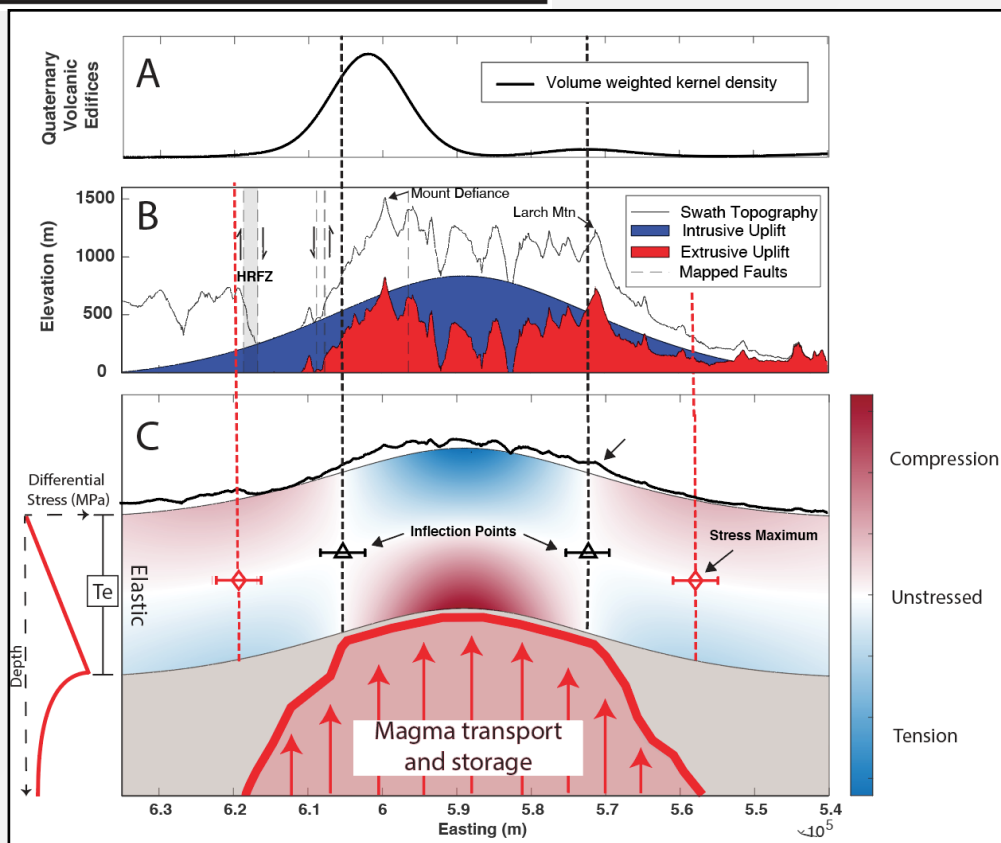 A
Quaternary
Volcanic
Edifices
Volume weighted kernel density
B
Elevation (m)
1500
1000
500
0
HRFZ
Mount Defiance
Larch Mtn
Swath Topography
Intrusive Uplift
Extrusive Uplift
Mapped Faults
C
Differential
Stress (MPa)
Te
Elastic
Depth
Inflection Points
Stress Maximum
Magma transport
and storage
Compression
Unstressed
Tension
6.3 6.2 6.1 6 5.9 5.8 5.7 5.6 5.5 5.4
Easting (m)
10⁵